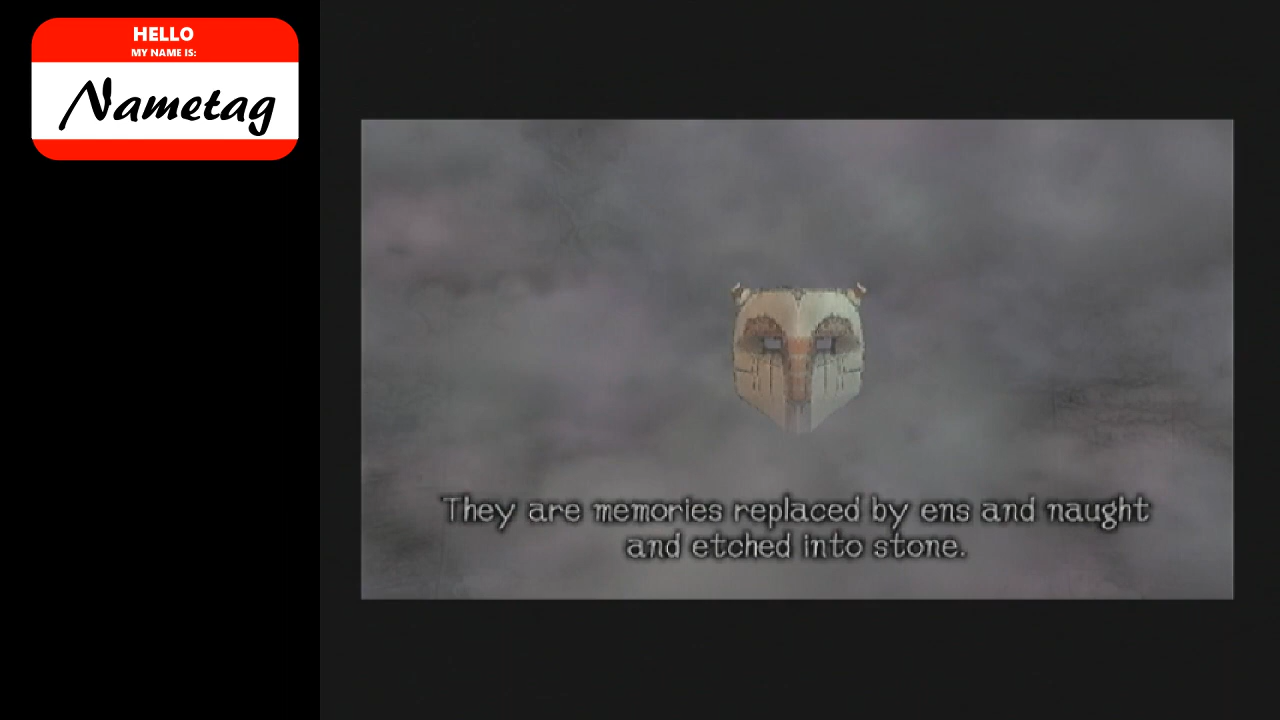 HELLO
MY NAME IS:
Nametag
They are memories replaced by ens and naught
and etched into stone.